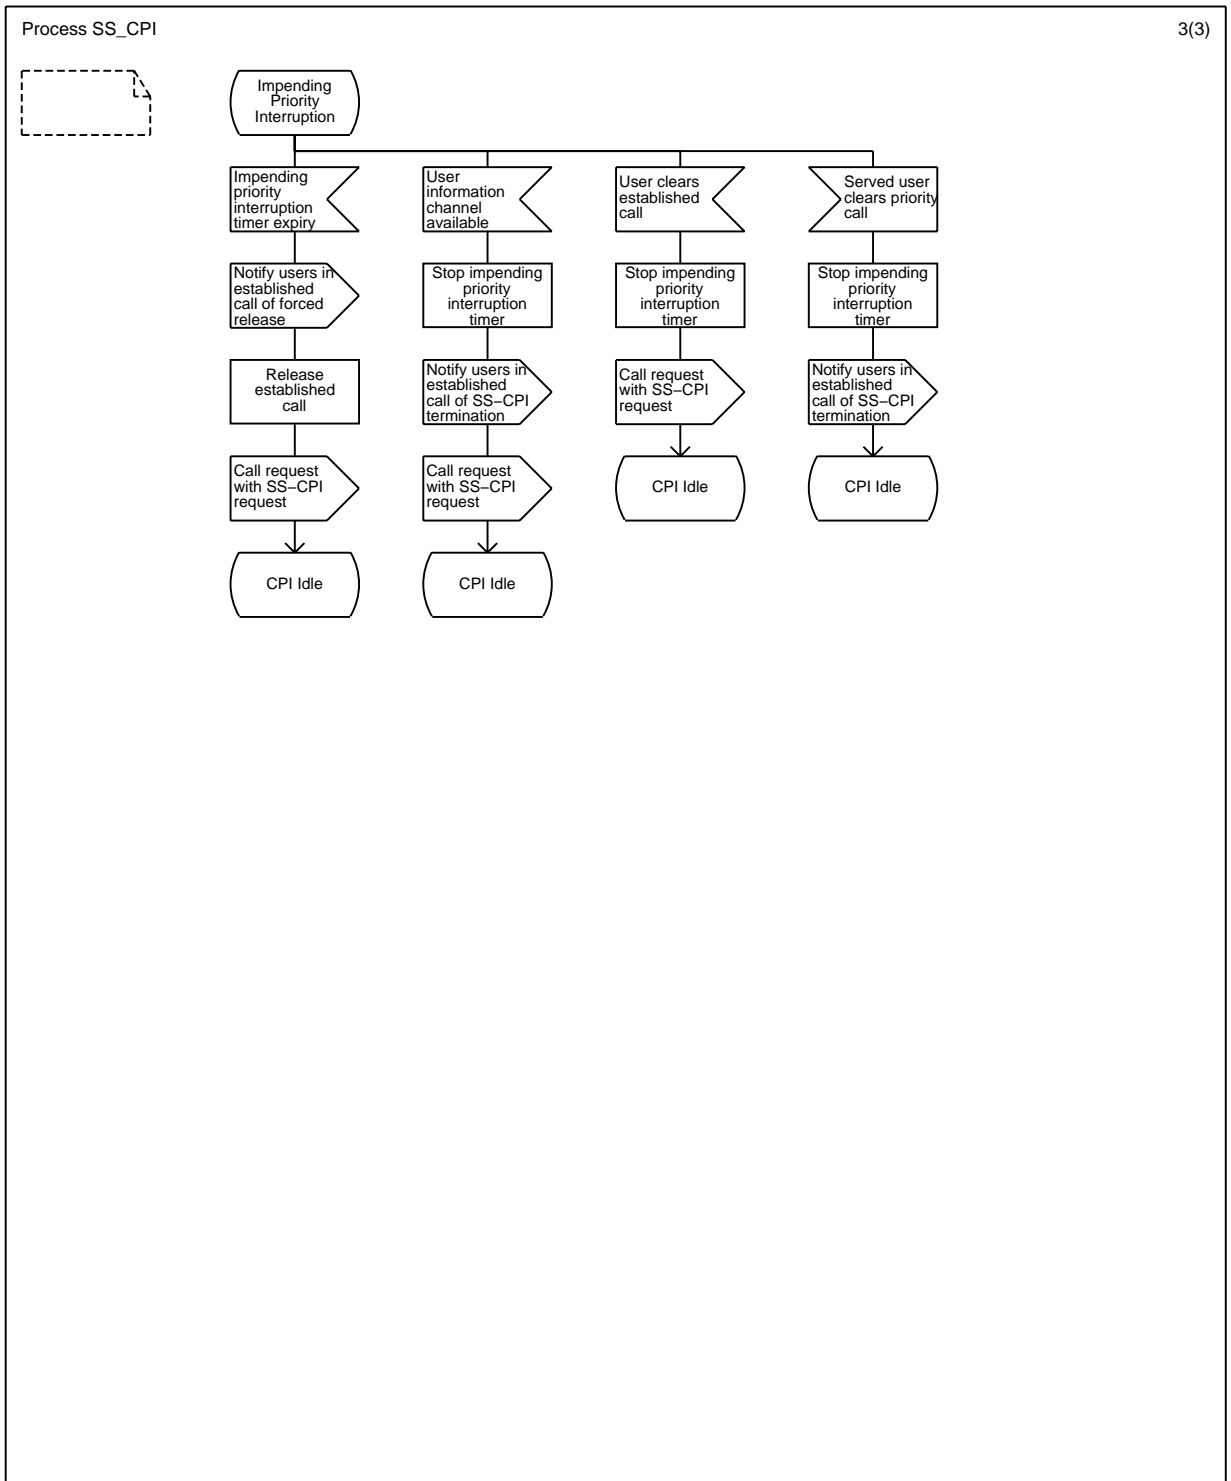 Process SS_CPI
3(3)
Impending
Priority
Interruption
Impending
priority
interruption
timer expiry
User
information
channel
available
User clears
established
call
Served user
clears priority
call
Notify users in
established
call of forced
release
Stop impending
priority
interruption
timer
Stop impending
priority
interruption
timer
Stop impending
priority
interruption
timer
Release
established
call
Notify users in
established
call of SS−CPI
termination
Call request
with SS−CPI
request
Notify users in
established
call of SS−CPI
termination
Call request
with SS−CPI
request
Call request
with SS−CPI
request
CPI Idle
CPI Idle
CPI Idle
CPI Idle